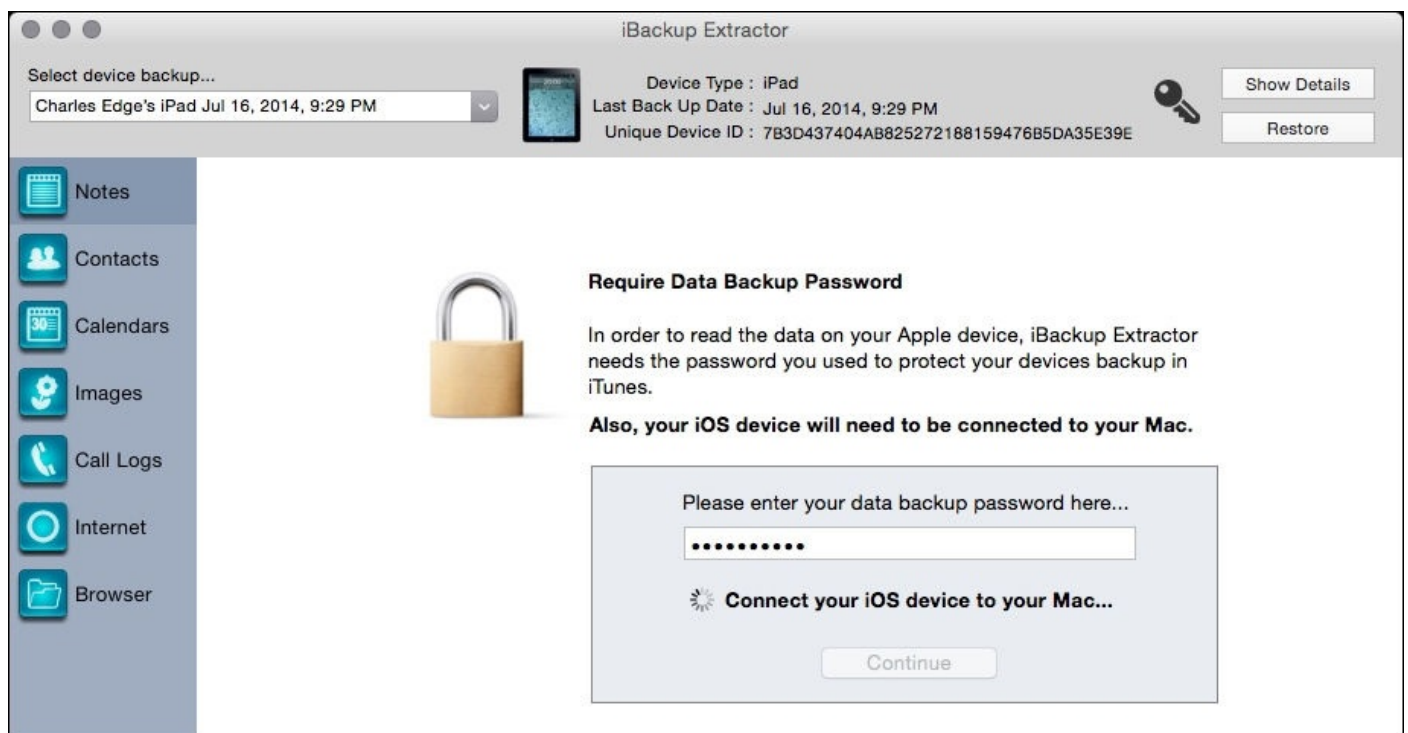 iBackup Extractor
Select device backup...
Charles Edge's iPad Jul 16, 2014, 9:29 PM
Device Type : iPad
Last Back Up Date : Jul 16, 2014, 9:29 PM
Unique Device ID : 7B3D437404AB825272188159476B5DA35E39E
Show Details
Restore
Notes
Contacts
30
Calendars
Images
Call Logs
Internet
Browser
Require Data Backup Password
In order to read the data on your Apple device, iBackup Extractor
needs the password you used to protect your devices backup in
iTunes.
Also, your iOS device will need to be connected to your Mac.
Please enter your data backup password here...
••••••••••
Connect your iOS device to your Mac...
Continue